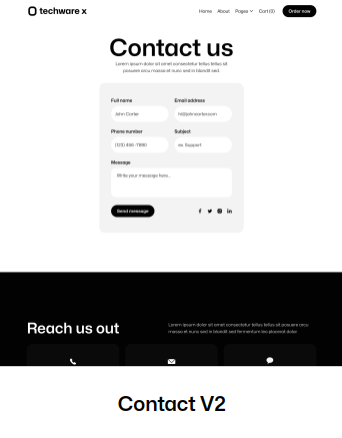 techware x
Home About Pages Cart (0) Order now
Contact us
Lorem ipsum dolor sit amet consectetur tellus tellus sit
posuere arcu massa et nunc sed in blandit sed
Full name Email address
John Carter
Phone number Subject
(123) 456 -7890 ex. Support
Message
Write your message here...
Send message
Reach us out
Lorem ipsum dolor sit amet consectetur tellus tellus sit posuere arcu,
massa et nunc sed in blandit sed fermentum leo placerat dolor
Contact V2